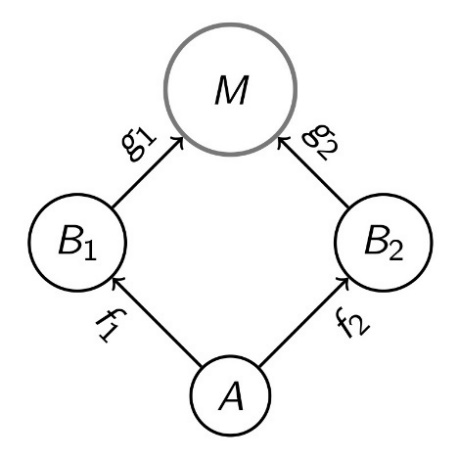 M
g₁ g₂
B₁ B₂
f₁ f₂
A